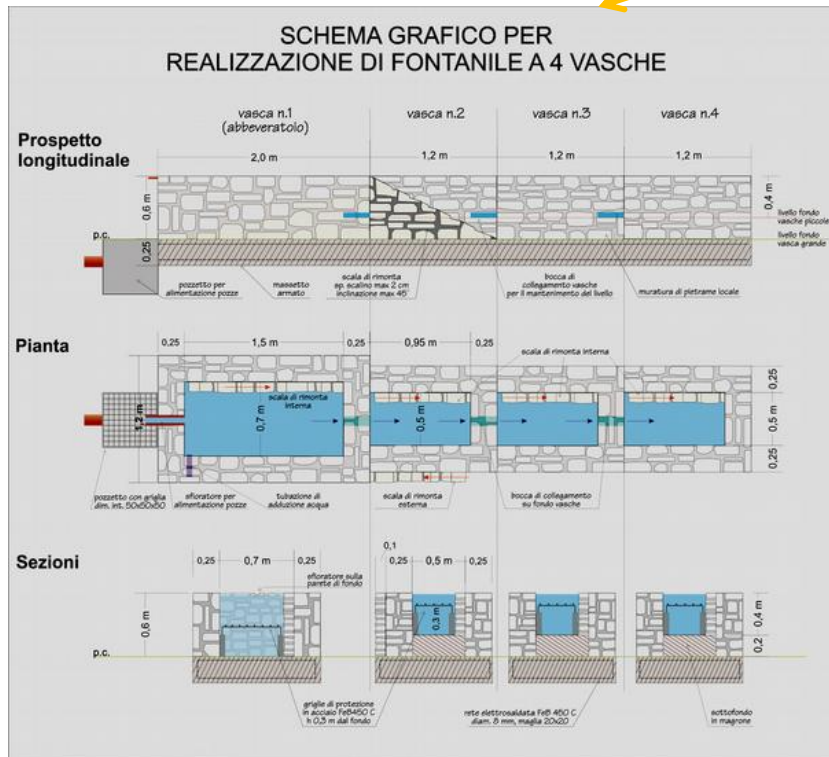 SCHEMA GRAFICO PER
REALIZZAZIONE DI FONTANILE A 4 VASCHE
vasca n.1
(abbeveratoio)
vasca n.2
vasca n.3
vasca n.4
Prospetto
longitudinale
2,0 m
1,2 m
1,2 m
1,2 m
0,6 m
0,4 m
livello fondo
vasche piccole
p.c.
livello fondo
vasca grande
0,25
pozzetto per
alimentazione pozze
massetto
armato
scala di rimonta
sp. scalino max 2 cm
inclinazione max 45°
bocca di
collegamento vasche
per il mantenimento del livello
muratura di pietrame locale
Pianta
0,25
1,5 m
0,25
0,95 m
0,25
scala di rimonta interna
scala di rimonta
interna
0,25
1,2 m
0,7 m
0,5 m
0,5 m
0,25
pozzetto con griglia
dim. int. 50x50x50
sfioratore per
alimentazione pozze
tubazione di
adduzione acqua
scala di rimonta
esterna
bocca di collegamento
su fondo vasche
Sezioni
0,1
0,25
0,7 m
0,25
0,25
0,5 m
0,25
sfioratore sulla
parete di fondo
0,6 m
0,3 m
0,4 m
0,2
p.c.
griglie di protezione
in acciaio FeB450 C
h 0,3 m dal fondo
rete elettrosaldata FeB 450 C
diam. 8 mm, maglia 20x20
sottofondo
in magrone